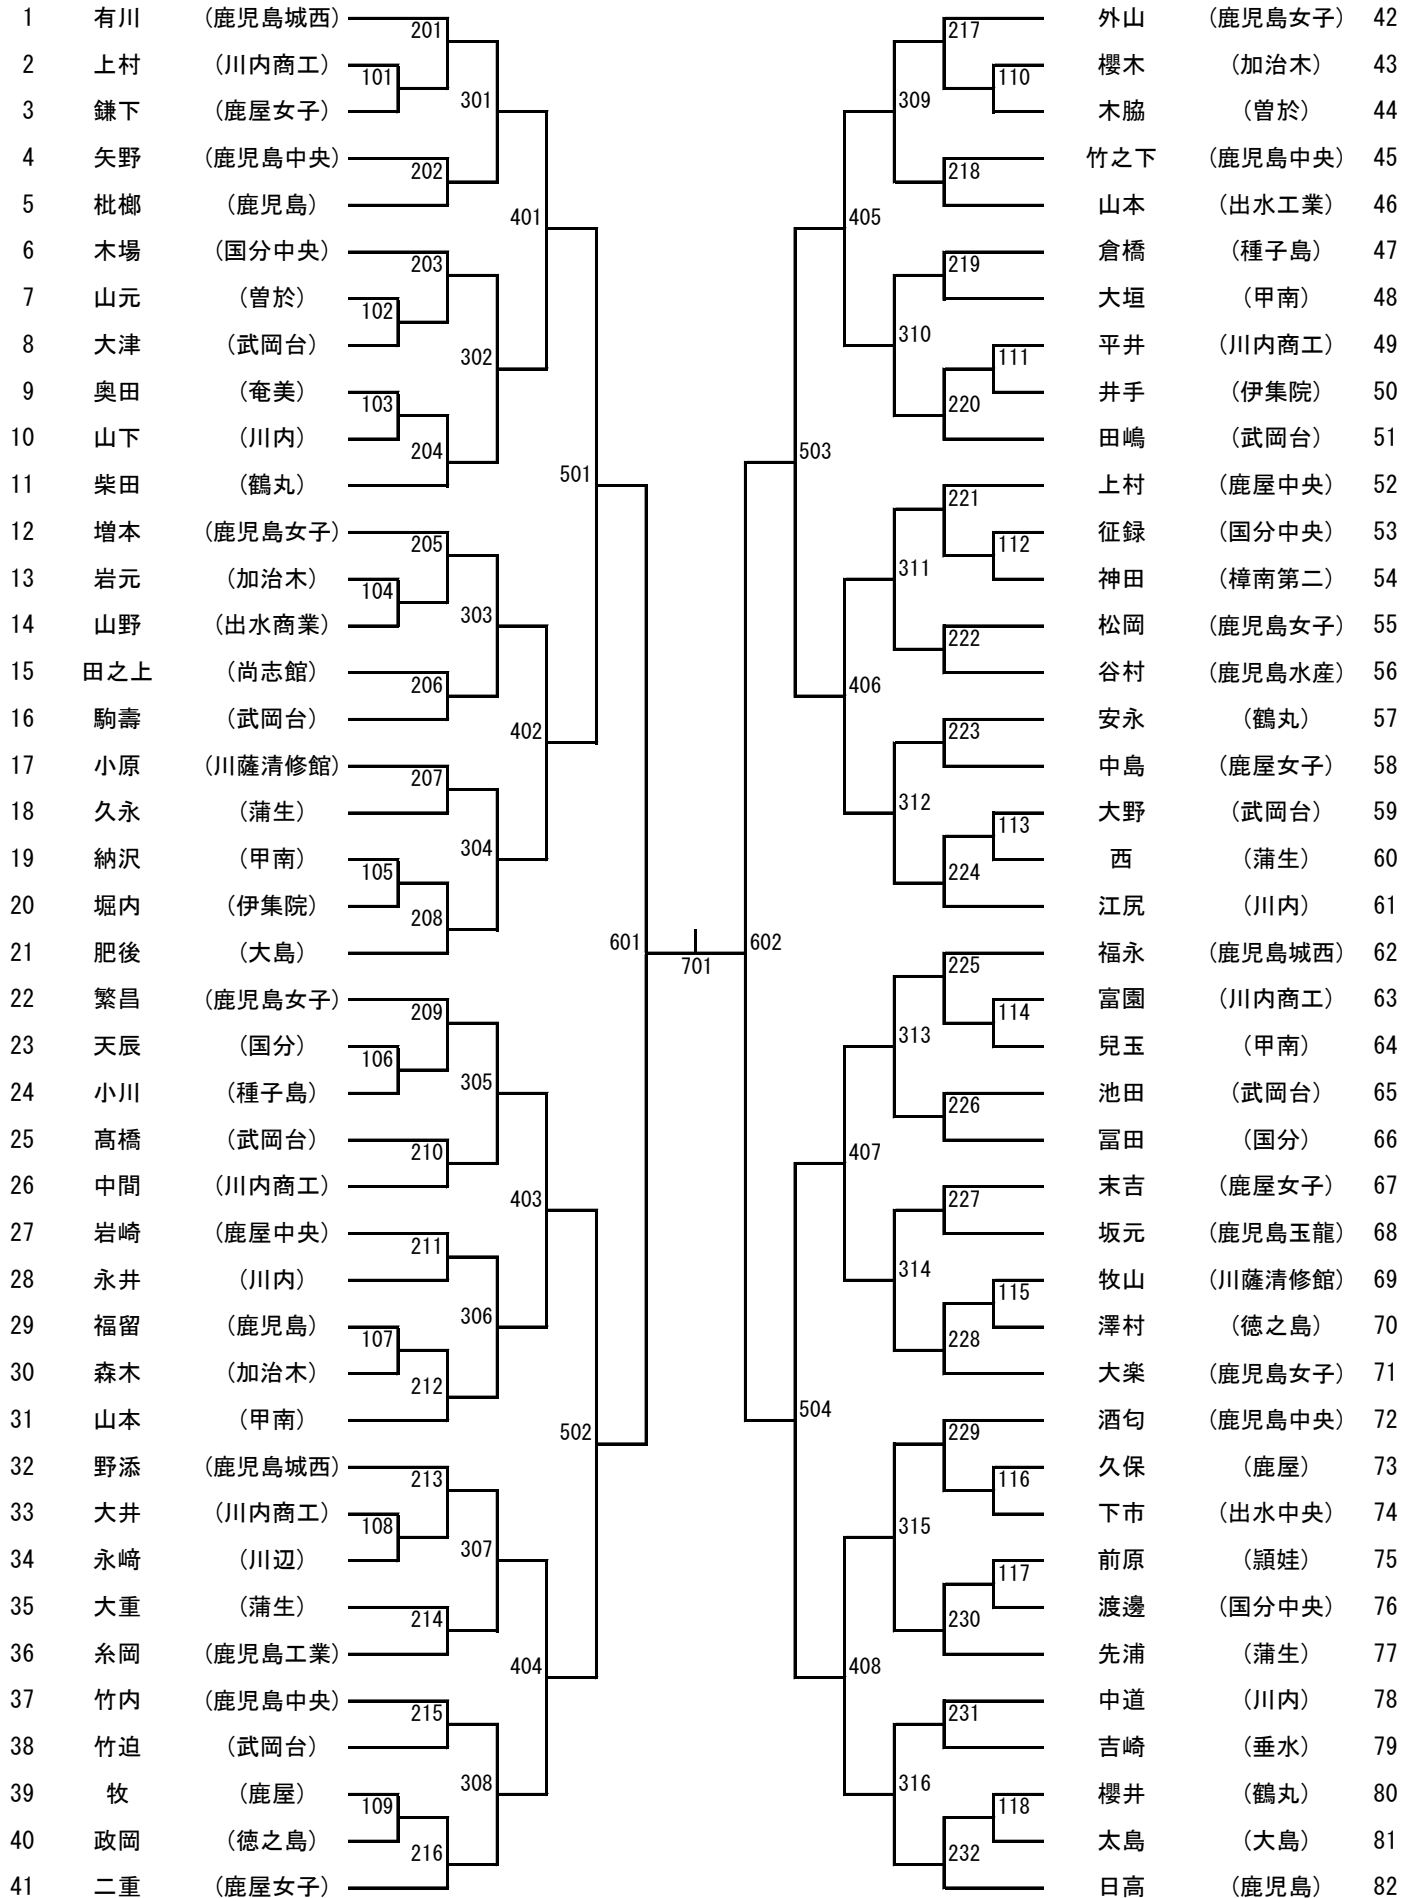 1 有川 (鹿児島城西)
2 上村 (川内商工)
3 鎌下 (鹿屋女子)
4 矢野 (鹿児島中央)
5 枇榔 (鹿児島)
6 木場 (国分中央)
7 山元 (曽於)
8 大津 (武岡台)
9 奥田 (奄美)
10 山下 (川内)
11 柴田 (鶴丸)
12 増本 (鹿児島女子)
13 岩元 (加治木)
14 山野 (出水商業)
15 田之上 (尚志館)
16 駒壽 (武岡台)
17 小原 (川薩清修館)
18 久永 (蒲生)
19 納沢 (甲南)
20 堀内 (伊集院)
21 肥後 (大島)
22 繁昌 (鹿児島女子)
23 天辰 (国分)
24 小川 (種子島)
25 髙橋 (武岡台)
26 中間 (川内商工)
27 岩崎 (鹿屋中央)
28 永井 (川内)
29 福留 (鹿児島)
30 森木 (加治木)
31 山本 (甲南)
32 野添 (鹿児島城西)
33 大井 (川内商工)
34 永﨑 (川辺)
35 大重 (蒲生)
36 糸岡 (鹿児島工業)
37 竹内 (鹿児島中央)
38 竹迫 (武岡台)
39 牧 (鹿屋)
40 政岡 (徳之島)
41 二重 (鹿屋女子)
101
102
103
104
105
106
107
108
109
201
202
203
204
205
206
207
208
209
210
211
212
213
214
215
216
301
302
303
304
305
306
307
308
401
402
403
404
501
502
601
701
602
503
504
405
406
407
408
309
310
311
312
313
314
315
316
217
218
219
220
221
222
223
224
225
226
227
228
229
230
231
232
110
111
112
113
114
115
116
117
118
外山 (鹿児島女子) 42
櫻木 (加治木) 43
木脇 (曽於) 44
竹之下 (鹿児島中央) 45
山本 (出水工業) 46
倉橋 (種子島) 47
大垣 (甲南) 48
平井 (川内商工) 49
井手 (伊集院) 50
田嶋 (武岡台) 51
上村 (鹿屋中央) 52
征録 (国分中央) 53
神田 (樟南第二) 54
松岡 (鹿児島女子) 55
谷村 (鹿児島水産) 56
安永 (鶴丸) 57
中島 (鹿屋女子) 58
大野 (武岡台) 59
西 (蒲生) 60
江尻 (川内) 61
福永 (鹿児島城西) 62
富園 (川内商工) 63
兒玉 (甲南) 64
池田 (武岡台) 65
冨田 (国分) 66
末吉 (鹿屋女子) 67
坂元 (鹿児島玉龍) 68
牧山 (川薩清修館) 69
澤村 (徳之島) 70
大楽 (鹿児島女子) 71
酒匂 (鹿児島中央) 72
久保 (鹿屋) 73
下市 (出水中央) 74
前原 (頴娃) 75
渡邊 (国分中央) 76
先浦 (蒲生) 77
中道 (川内) 78
吉崎 (垂水) 79
櫻井 (鶴丸) 80
太島 (大島) 81
日高 (鹿児島) 82